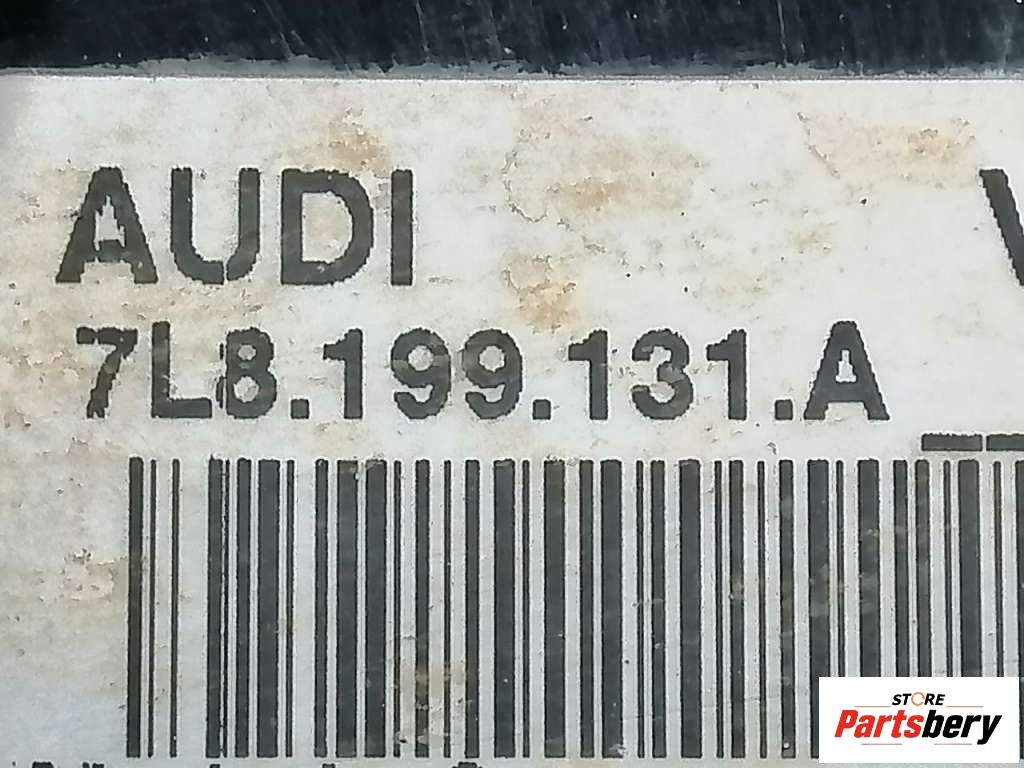 AUDI
7L8.199.131.A
STORE
Partsbery